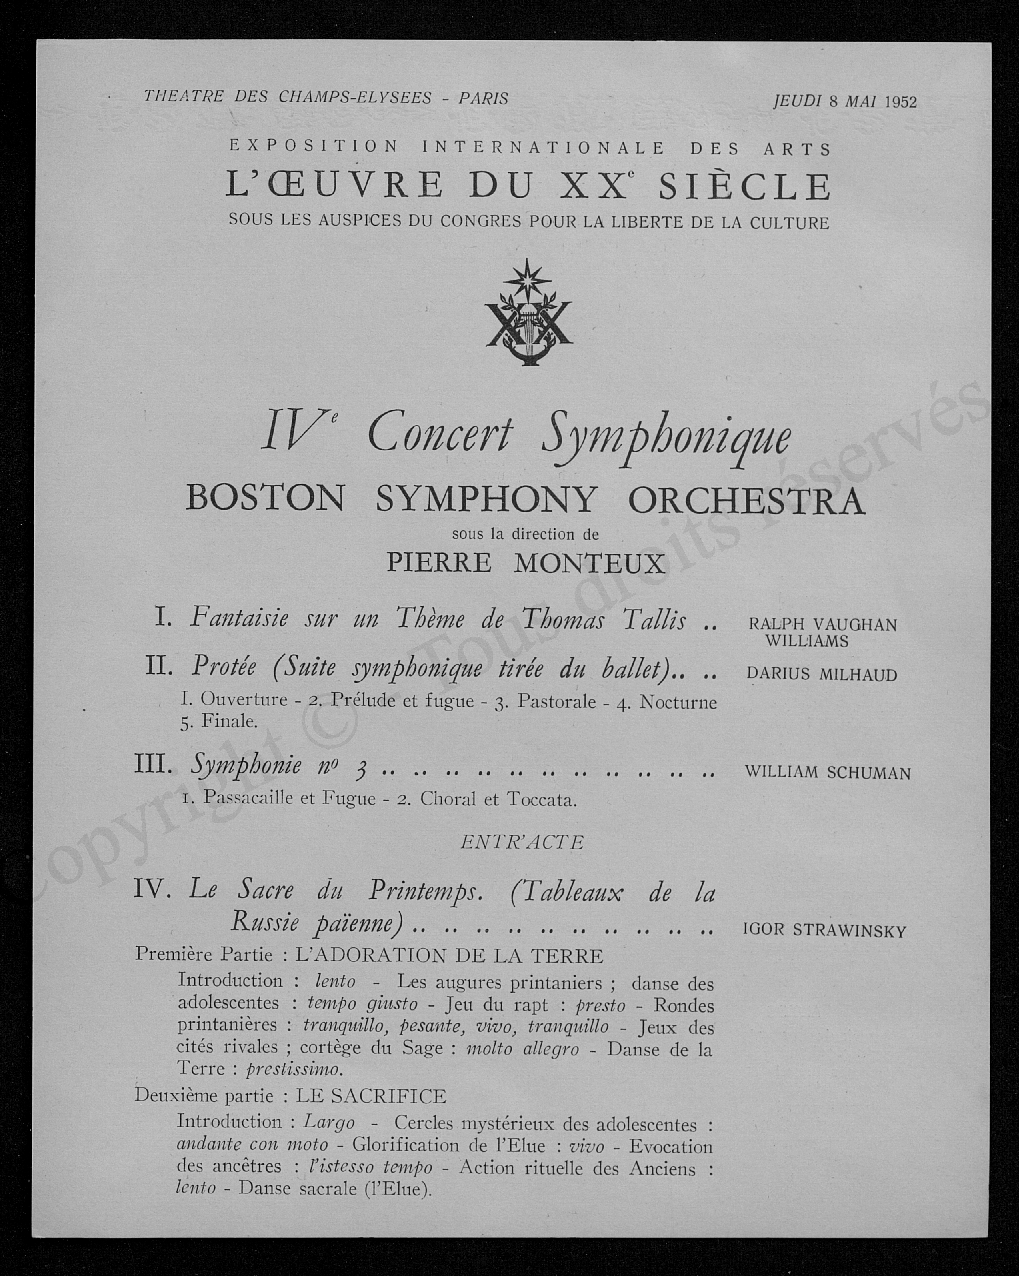 THEATRE DES CHAMPS-ELYSEES - PARIS
JEUDI 8 MAI 1952
EXPOSITION INTERNATIONALE DES ARTS
L'ŒUVRE DU XXe SIÈCLE
SOUS LES AUSPICES DU CONGRES POUR LA LIBERTE DE LA CULTURE
XX
IVe Concert Symphonique
BOSTON SYMPHONY ORCHESTRA
sous la direction de
PIERRE MONTEUX
I. Fantaisie sur un Thème de Thomas Tallis .. RALPH VAUGHAN
WILLIAMS
II. Protée (Suite symphonique tirée du ballet).. .. DARIUS MILHAUD
1. Ouverture - 2. Prélude et fugue - 3. Pastorale - 4. Nocturne
5. Finale.
III. Symphonie no 3 .. .. .. .. .. .. .. .. .. .. .. WILLIAM SCHUMAN
1. Passacaille et Fugue - 2. Choral et Toccata.
ENTR'ACTE
IV. Le Sacre du Printemps. (Tableaux de la
Russie païenne) .. .. .. .. .. .. .. .. .. .. IGOR STRAWINSKY
Première Partie : L'ADORATION DE LA TERRE
Introduction : lento - Les augures printaniers ; danse des
adolescentes : tempo giusto - Jeu du rapt : presto - Rondes
printanières : tranquillo, pesante, vivo, tranquillo - Jeux des
cités rivales ; cortège du Sage : molto allegro - Danse de la
Terre : prestissimo.
Deuxième partie : LE SACRIFICE
Introduction : Largo - Cercles mystérieux des adolescentes :
andante con moto - Glorification de l'Elue : vivo - Evocation
des ancêtres : l'istesso tempo - Action rituelle des Anciens :
lento - Danse sacrale (l'Elue).
Copyright © - Tous droits réservés